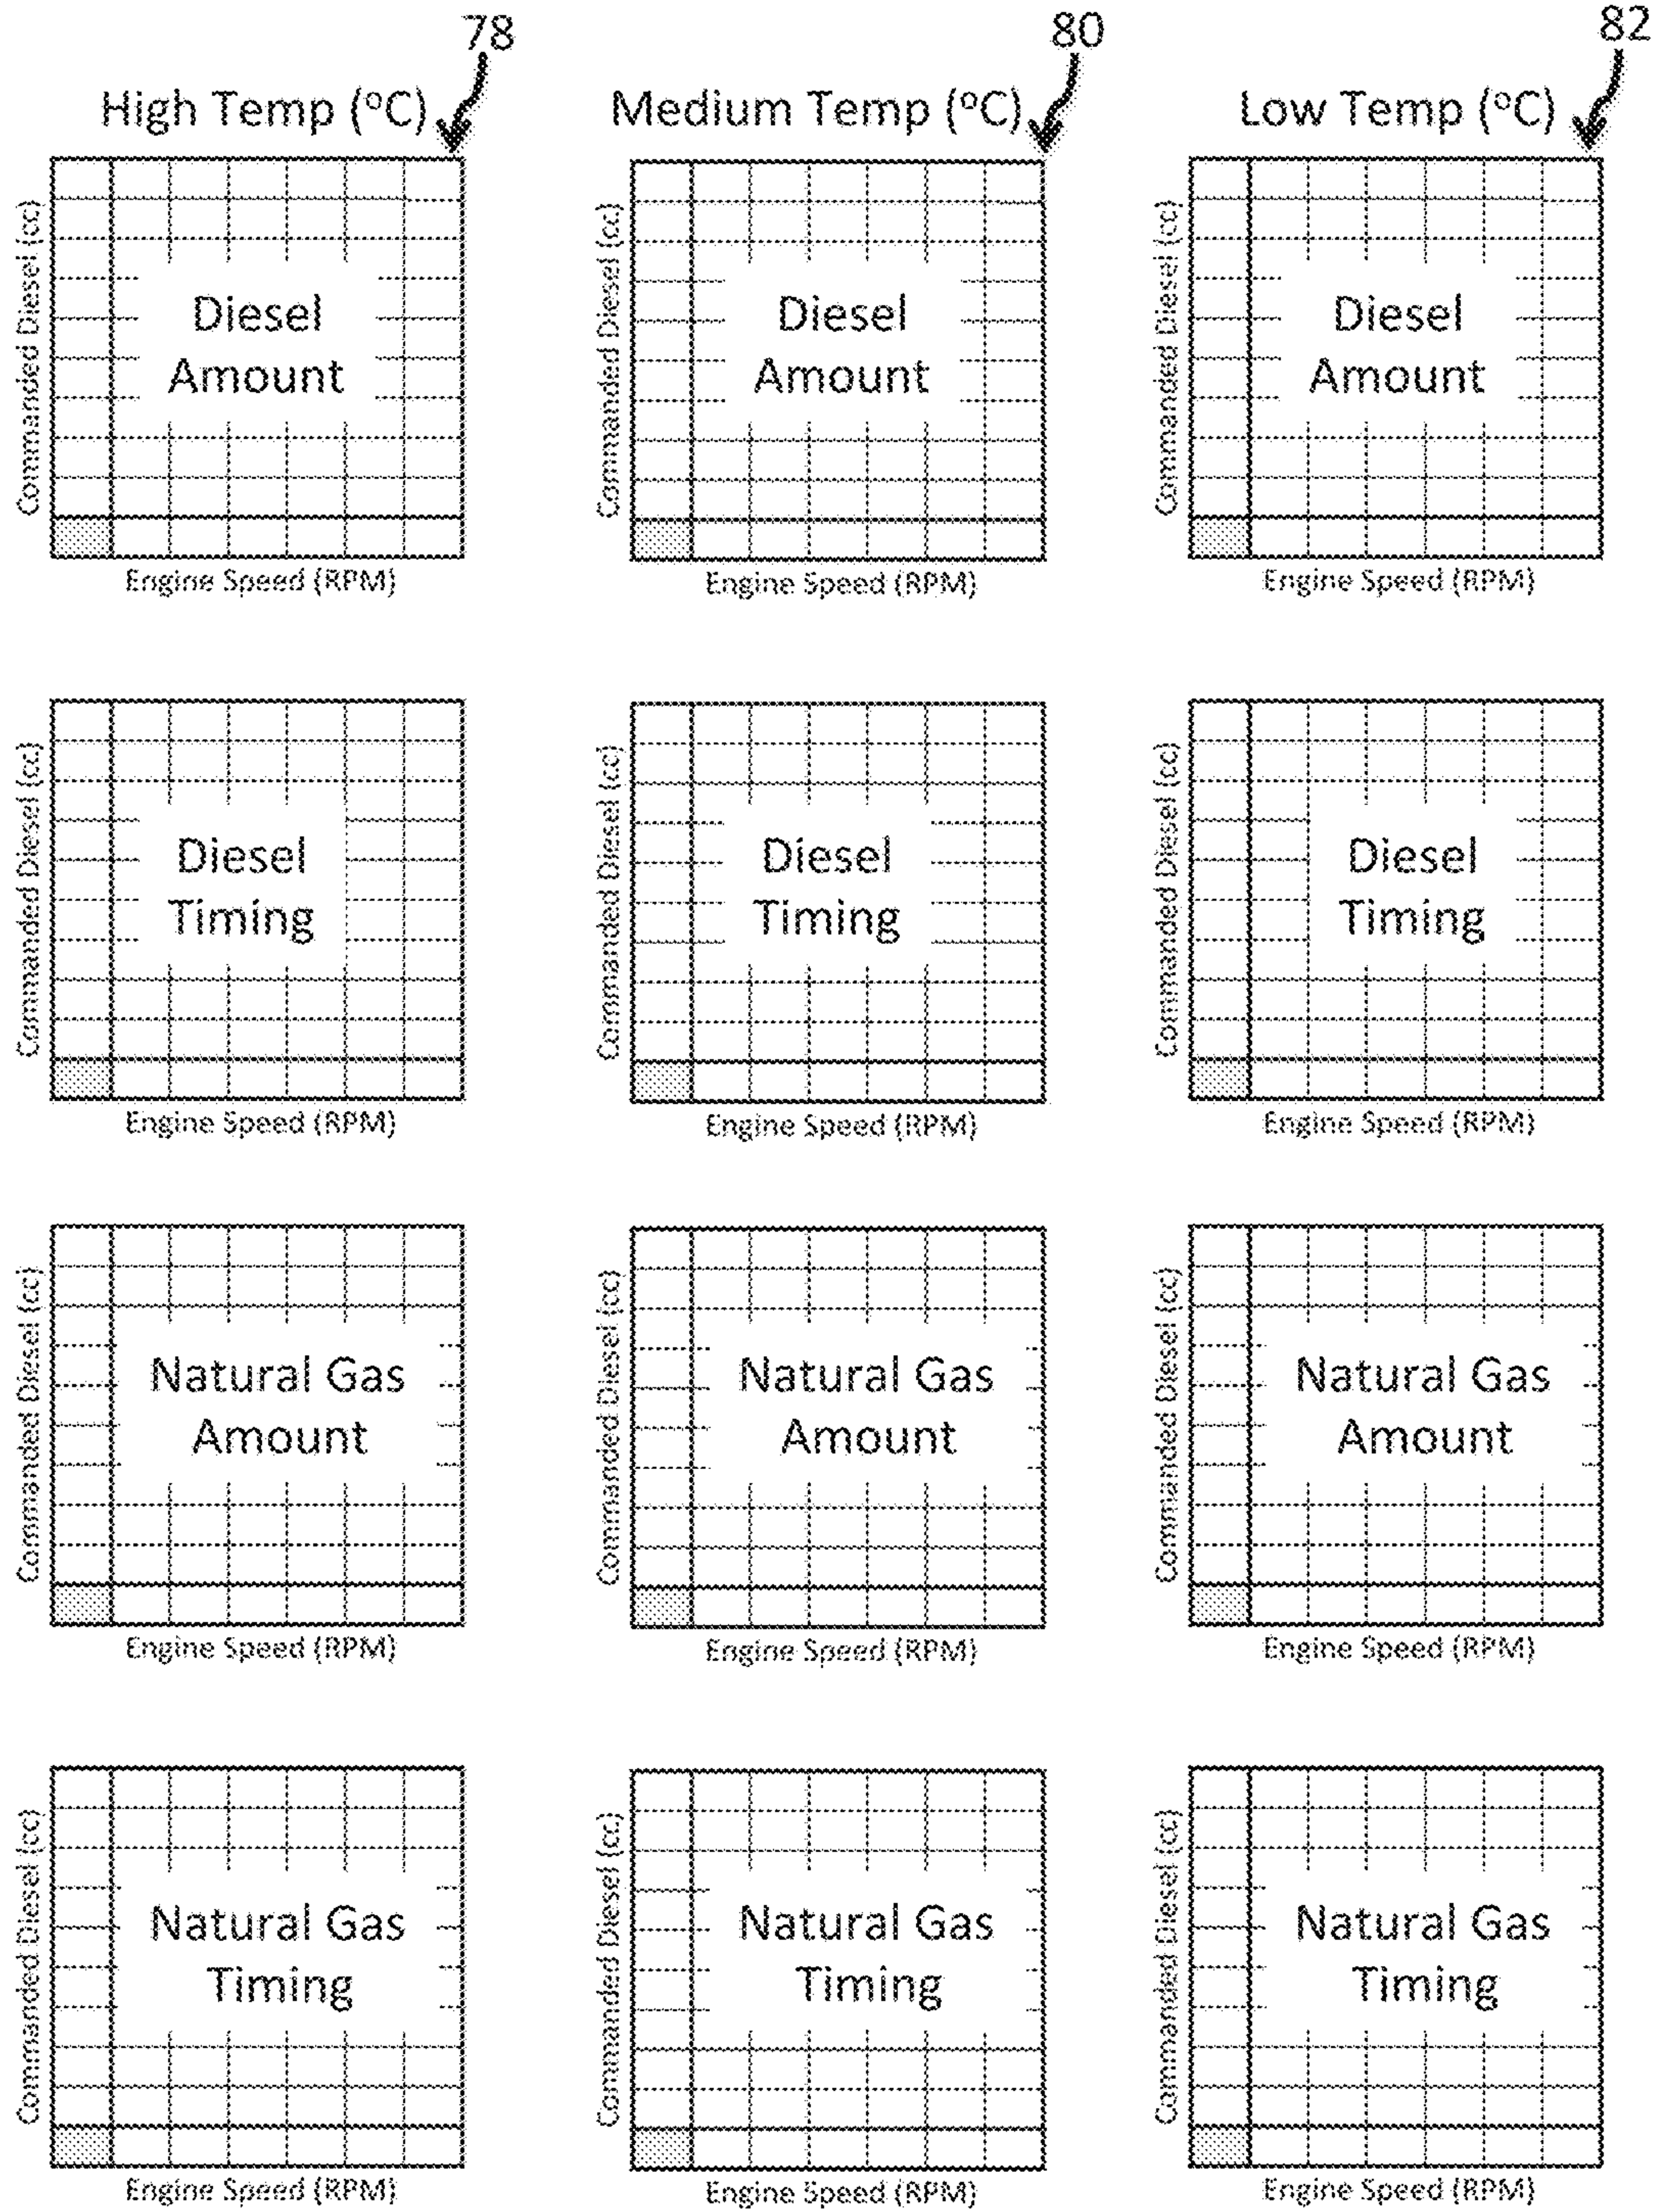 78
80
82
High Temp (°C)
Medium Temp (°C)
Low Temp (°C)
Commanded Diesel (cc)
Diesel
Amount
Engine Speed (RPM)
Commanded Diesel (cc)
Diesel
Amount
Engine Speed (RPM)
Commanded Diesel (cc)
Diesel
Amount
Engine Speed (RPM)
Commanded Diesel (cc)
Diesel
Timing
Engine Speed (RPM)
Commanded Diesel (cc)
Diesel
Timing
Engine Speed (RPM)
Commanded Diesel (cc)
Diesel
Timing
Engine Speed (RPM)
Commanded Diesel (cc)
Natural Gas
Amount
Engine Speed (RPM)
Commanded Diesel (cc)
Natural Gas
Amount
Engine Speed (RPM)
Commanded Diesel (cc)
Natural Gas
Amount
Engine Speed (RPM)
Commanded Diesel (cc)
Natural Gas
Timing
Engine Speed (RPM)
Commanded Diesel (cc)
Natural Gas
Timing
Engine Speed (RPM)
Commanded Diesel (cc)
Natural Gas
Timing
Engine Speed (RPM)